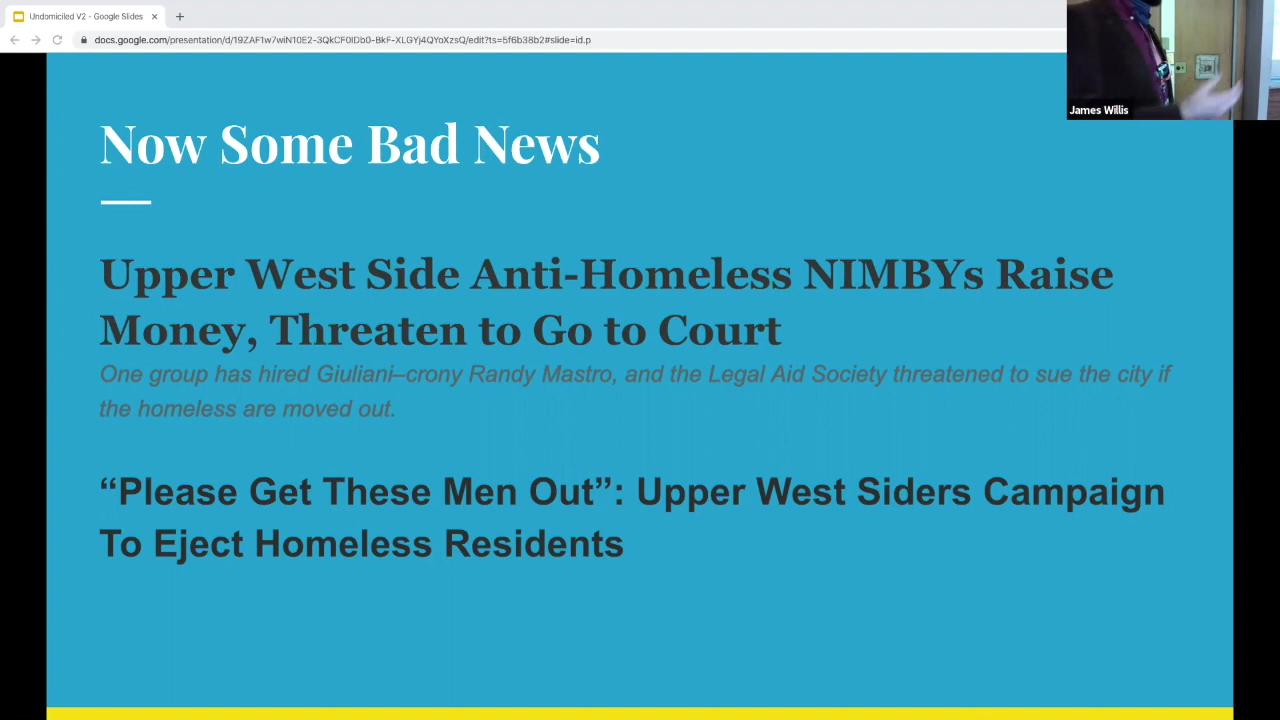 Undomiciled V2 - Google Slides
docs.google.com/presentation/d/19ZAF1w7wiN10E2-3QkCF0IDb0-BkF-XLGYj4QYoXzsQ/edit?ts=5f6b38b2#slide=id.p
James Willis
Now Some Bad News
Upper West Side Anti-Homeless NIMBYs Raise
Money, Threaten to Go to Court
One group has hired Giuliani–crony Randy Mastro, and the Legal Aid Society threatened to sue the city if
the homeless are moved out.
“Please Get These Men Out”: Upper West Siders Campaign
To Eject Homeless Residents